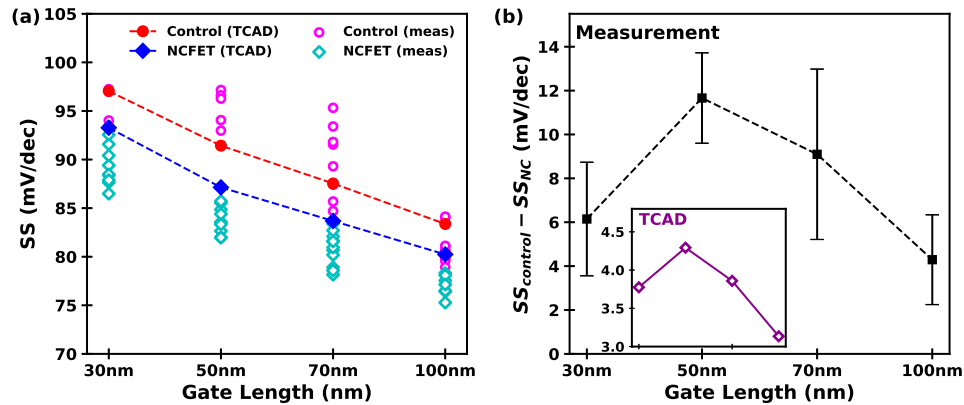 (a)
105
100
95
90
85
80
75
70
SS (mV/dec)
Control (TCAD)
NCFET (TCAD)
Control (meas)
NCFET (meas)
30nm 50nm 70nm 100nm
Gate Length (nm)
(b)
Measurement
14
12
10
8
6
4
2
0
SS_control − SS_NC (mV/dec)
TCAD
4.5
4.0
3.5
3.0
30nm 50nm 70nm 100nm
Gate Length (nm)